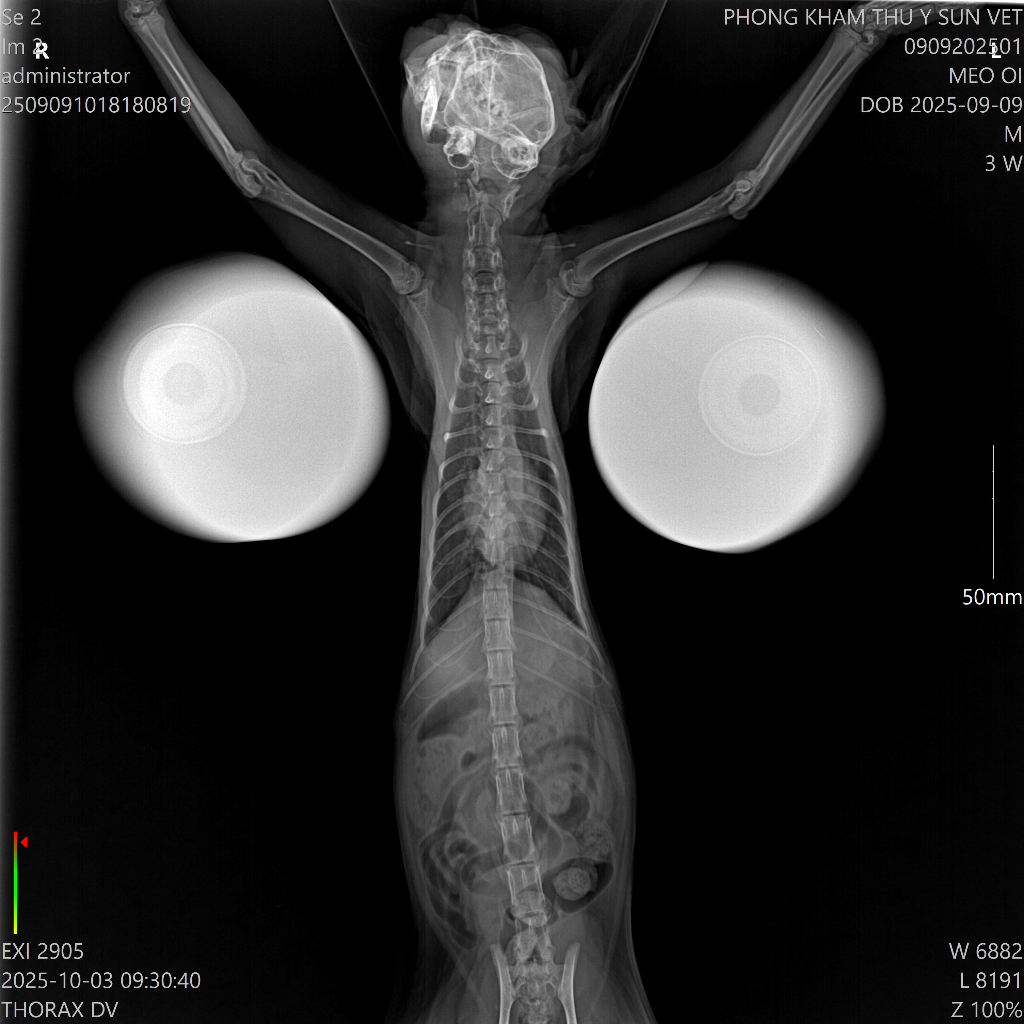 Se 2
Im 2
R
administrator
2509091018180819
PHONG KHAM THU Y SUN VET
0909202501
L
MEO OI
DOB 2025-09-09
M
3 W
50mm
EXI 2905
2025-10-03 09:30:40
THORAX DV
W 6882
L 8191
Z 100%